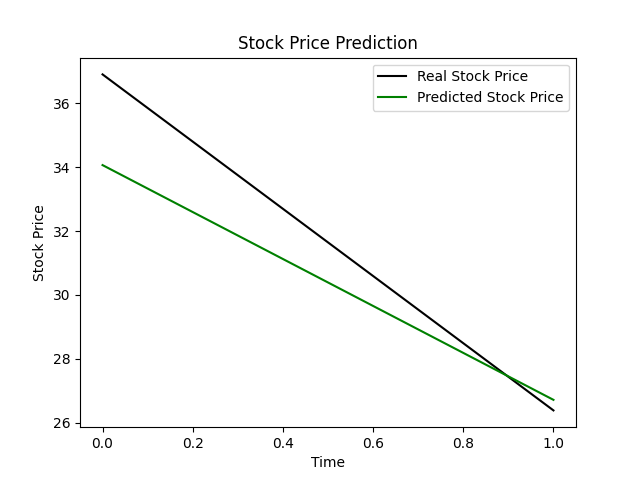 Stock Price Prediction
Real Stock Price
Predicted Stock Price
Stock Price
36
34
32
30
28
26
0.0 0.2 0.4 0.6 0.8 1.0
Time